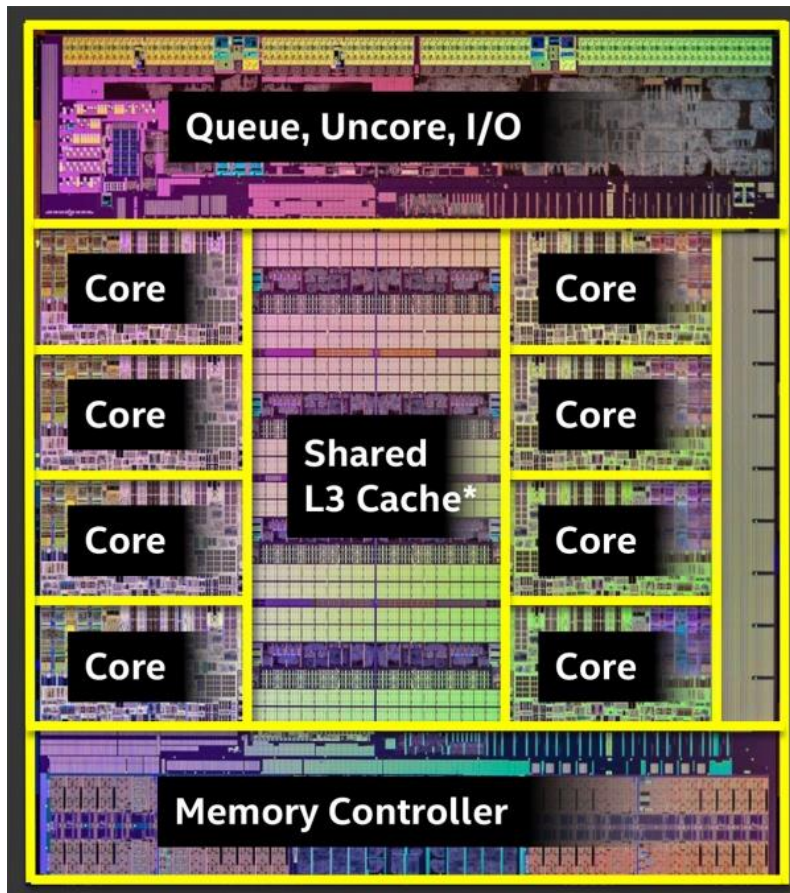 Queue, Uncore, I/O
Core
Core
Core
Core
Shared
L3 Cache*
Core
Core
Core
Core
Memory Controller